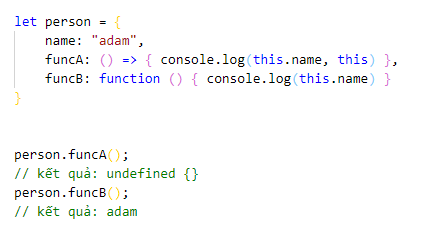 let person = {
    name: "adam",
    funcA: () => { console.log(this.name, this) },
    funcB: function () { console.log(this.name) }
}
person.funcA();
// kết quả: undefined {}
person.funcB();
// kết quả: adam